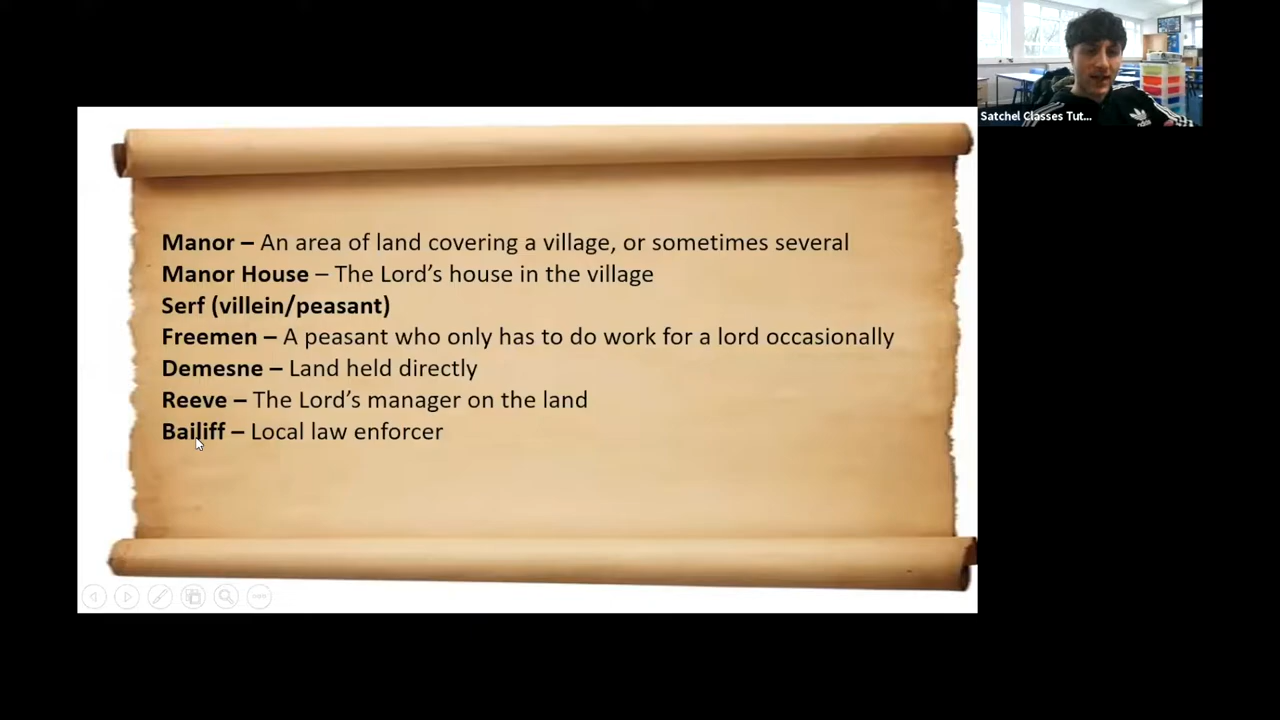 Satchel Classes Tut...
Manor – An area of land covering a village, or sometimes several
Manor House – The Lord’s house in the village
Serf (villein/peasant)
Freemen – A peasant who only has to do work for a lord occasionally
Demesne – Land held directly
Reeve – The Lord’s manager on the land
Bailiff – Local law enforcer